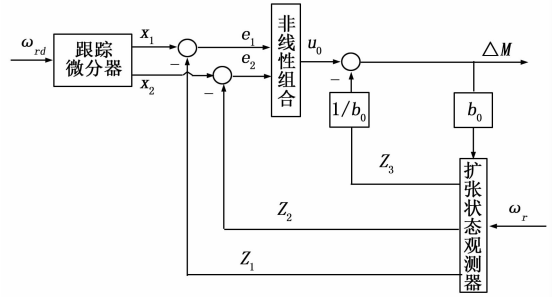 ω_rd
跟踪
微分器
x_1
x_2
−
−
e_1
e_2
非线性组合
u_0
−
△M
1/b_0
b_0
Z_3
Z_2
Z_1
扩张状态观测器
ω_r